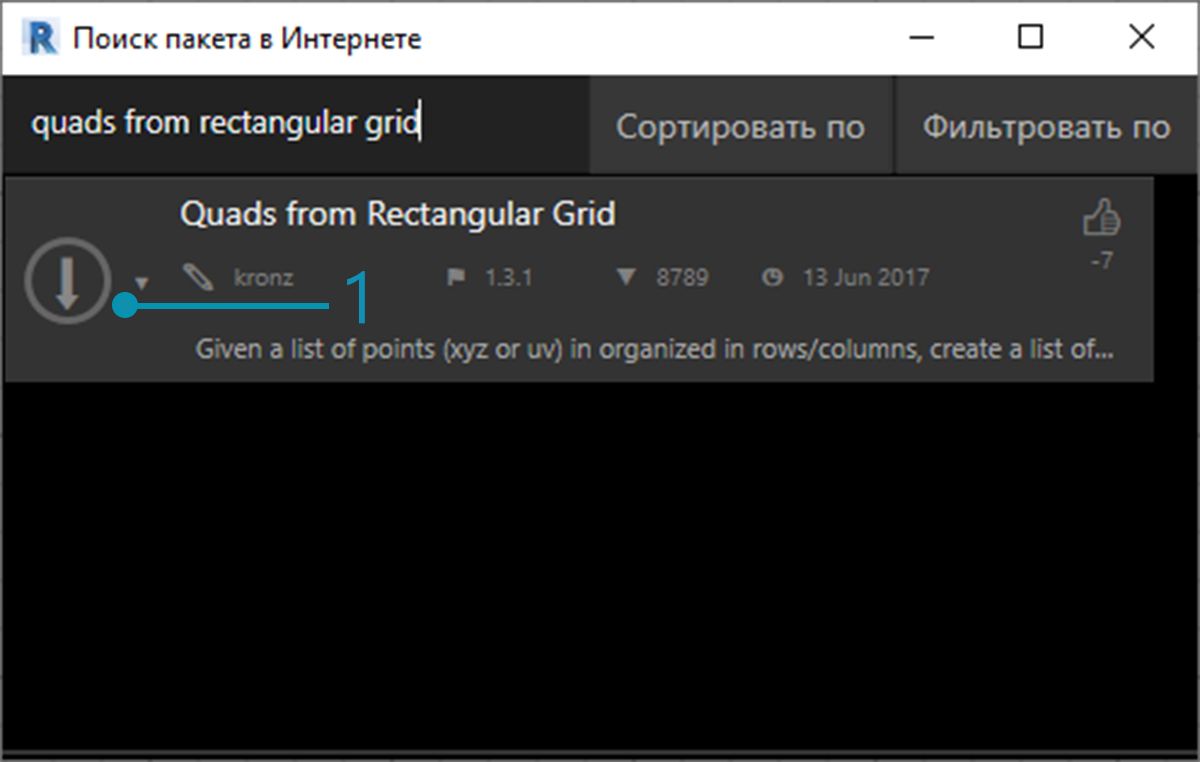 Поиск пакета в Интернете
quads from rectangular grid Сортировать по Фильтровать по
Quads from Rectangular Grid
kronz 1.3.1 8789 13 Jun 2017 -7
1
Given a list of points (xyz or uv) in organized in rows/columns, create a list of...